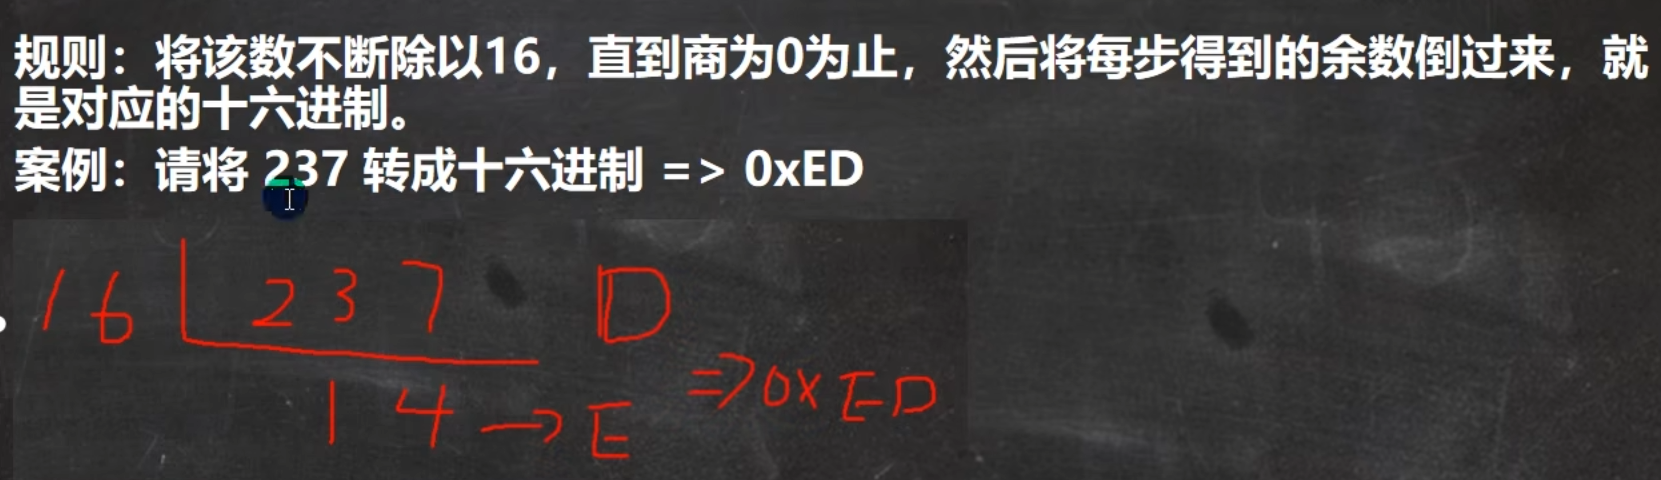 规则：将该数不断除以16，直到商为0为止，然后将每步得到的余数倒过来，就
是对应的十六进制。
案例：请将 237 转成十六进制 => 0xED
16 237 D
14 → E ⇒ 0x ED